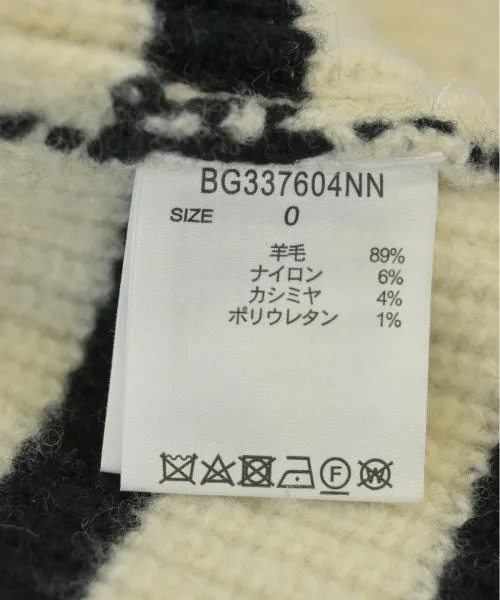 BG337604NN
SIZE 0
羊毛 89%
ナイロン 6%
カシミヤ 4%
ポリウレタン 1%
F W